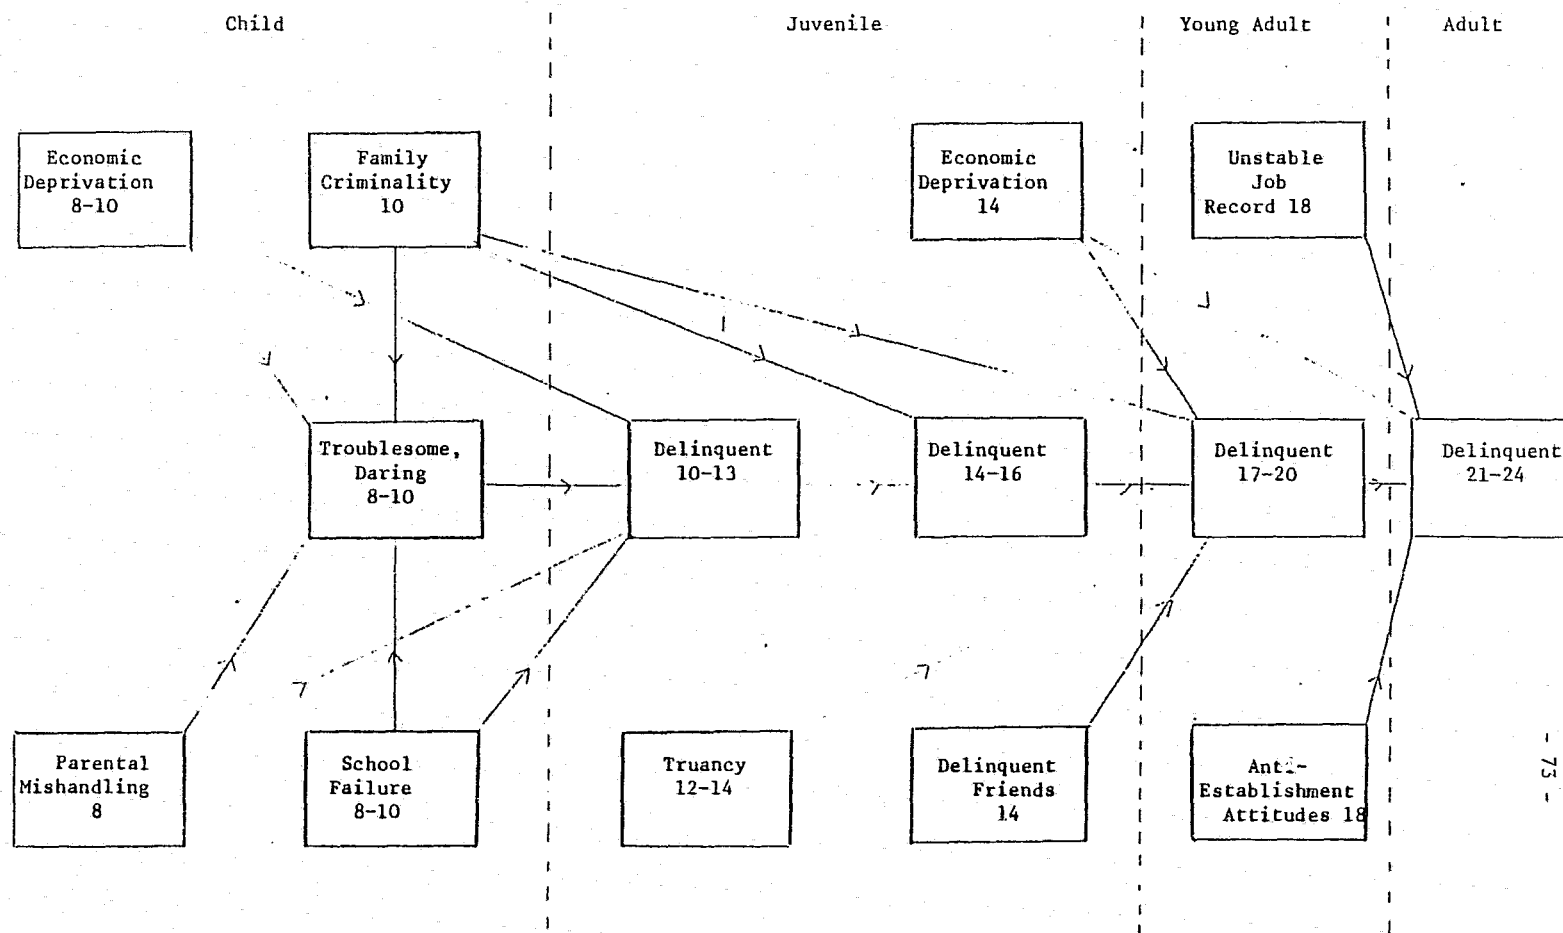 Child
Juvenile
Young Adult
Adult
Economic
Deprivation
8-10
Family
Criminality
10
Economic
Deprivation
14
Unstable
Job
Record 18
Troublesome,
Daring
8-10
Delinquent
10-13
Delinquent
14-16
Delinquent
17-20
Delinquent
21-24
Parental
Mishandling
8
School
Failure
8-10
Truancy
12-14
Delinquent
Friends
14
Anti-
Establishment
Attitudes 18
- 73 -